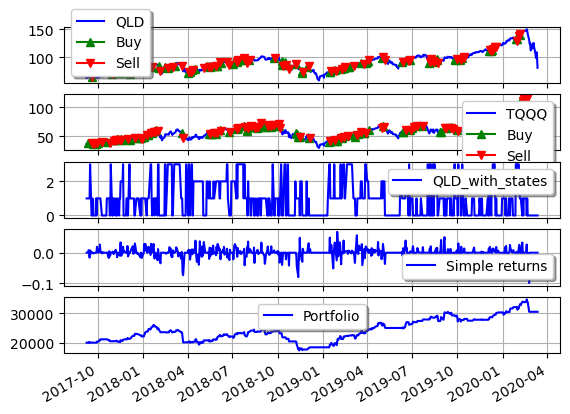 150
100
QLD
Buy
Sell
100
50
TQQQ
Buy
Sell
2
0
QLD_with_states
0.0
−0.1
Simple returns
30000
20000
Portfolio
2017-10 2018-01 2018-04 2018-07 2018-10 2019-01 2019-04 2019-07 2019-10 2020-01 2020-04